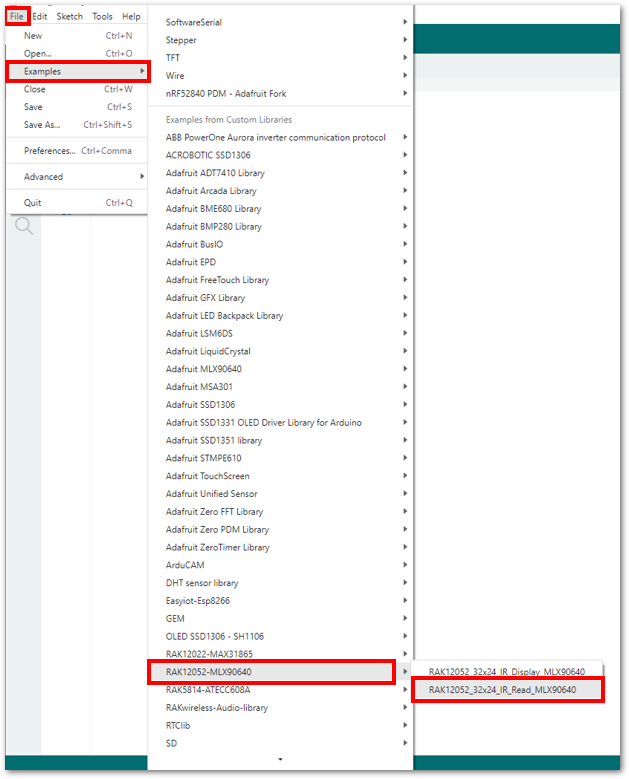 File Edit Sketch Tools Help
New Ctrl+N
Open... Ctrl+O
Examples
Close Ctrl+W
Save Ctrl+S
Save As... Ctrl+Shift+S
Preferences... Ctrl+Comma
Advanced
Quit Ctrl+Q
SoftwareSerial
Stepper
TFT
Wire
nRF52840 PDM - Adafruit Fork
Examples from Custom Libraries
ABB PowerOne Aurora inverter communication protocol
ACROBOTIC SSD1306
Adafruit ADT7410 Library
Adafruit Arcada Library
Adafruit BME680 Library
Adafruit BMP280 Library
Adafruit BusIO
Adafruit EPD
Adafruit FreeTouch Library
Adafruit GFX Library
Adafruit LED Backpack Library
Adafruit LSM6DS
Adafruit LiquidCrystal
Adafruit MLX90640
Adafruit MSA301
Adafruit SSD1306
Adafruit SSD1331 OLED Driver Library for Arduino
Adafruit SSD1351 library
Adafruit STMPE610
Adafruit TouchScreen
Adafruit Unified Sensor
Adafruit Zero FFT Library
Adafruit Zero PDM Library
Adafruit ZeroTimer Library
ArduCAM
DHT sensor library
Easyiot-Esp8266
GEM
OLED SSD1306 - SH1106
RAK12022-MAX31865
RAK12052-MLX90640
RAK5814-ATECC608A
RAKwireless-Audio-library
RTClib
SD
RAK12052_32x24_IR_Display_MLX90640
RAK12052_32x24_IR_Read_MLX90640